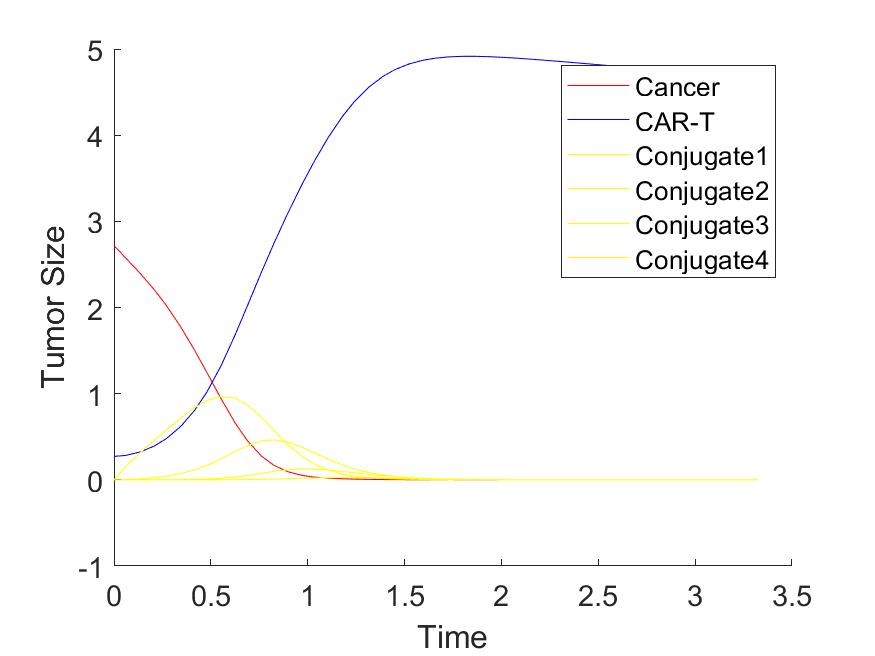 5
4
3
2
1
0
-1
Tumor Size
Cancer
CAR-T
Conjugate1
Conjugate2
Conjugate3
Conjugate4
0 0.5 1 1.5 2 2.5 3 3.5
Time